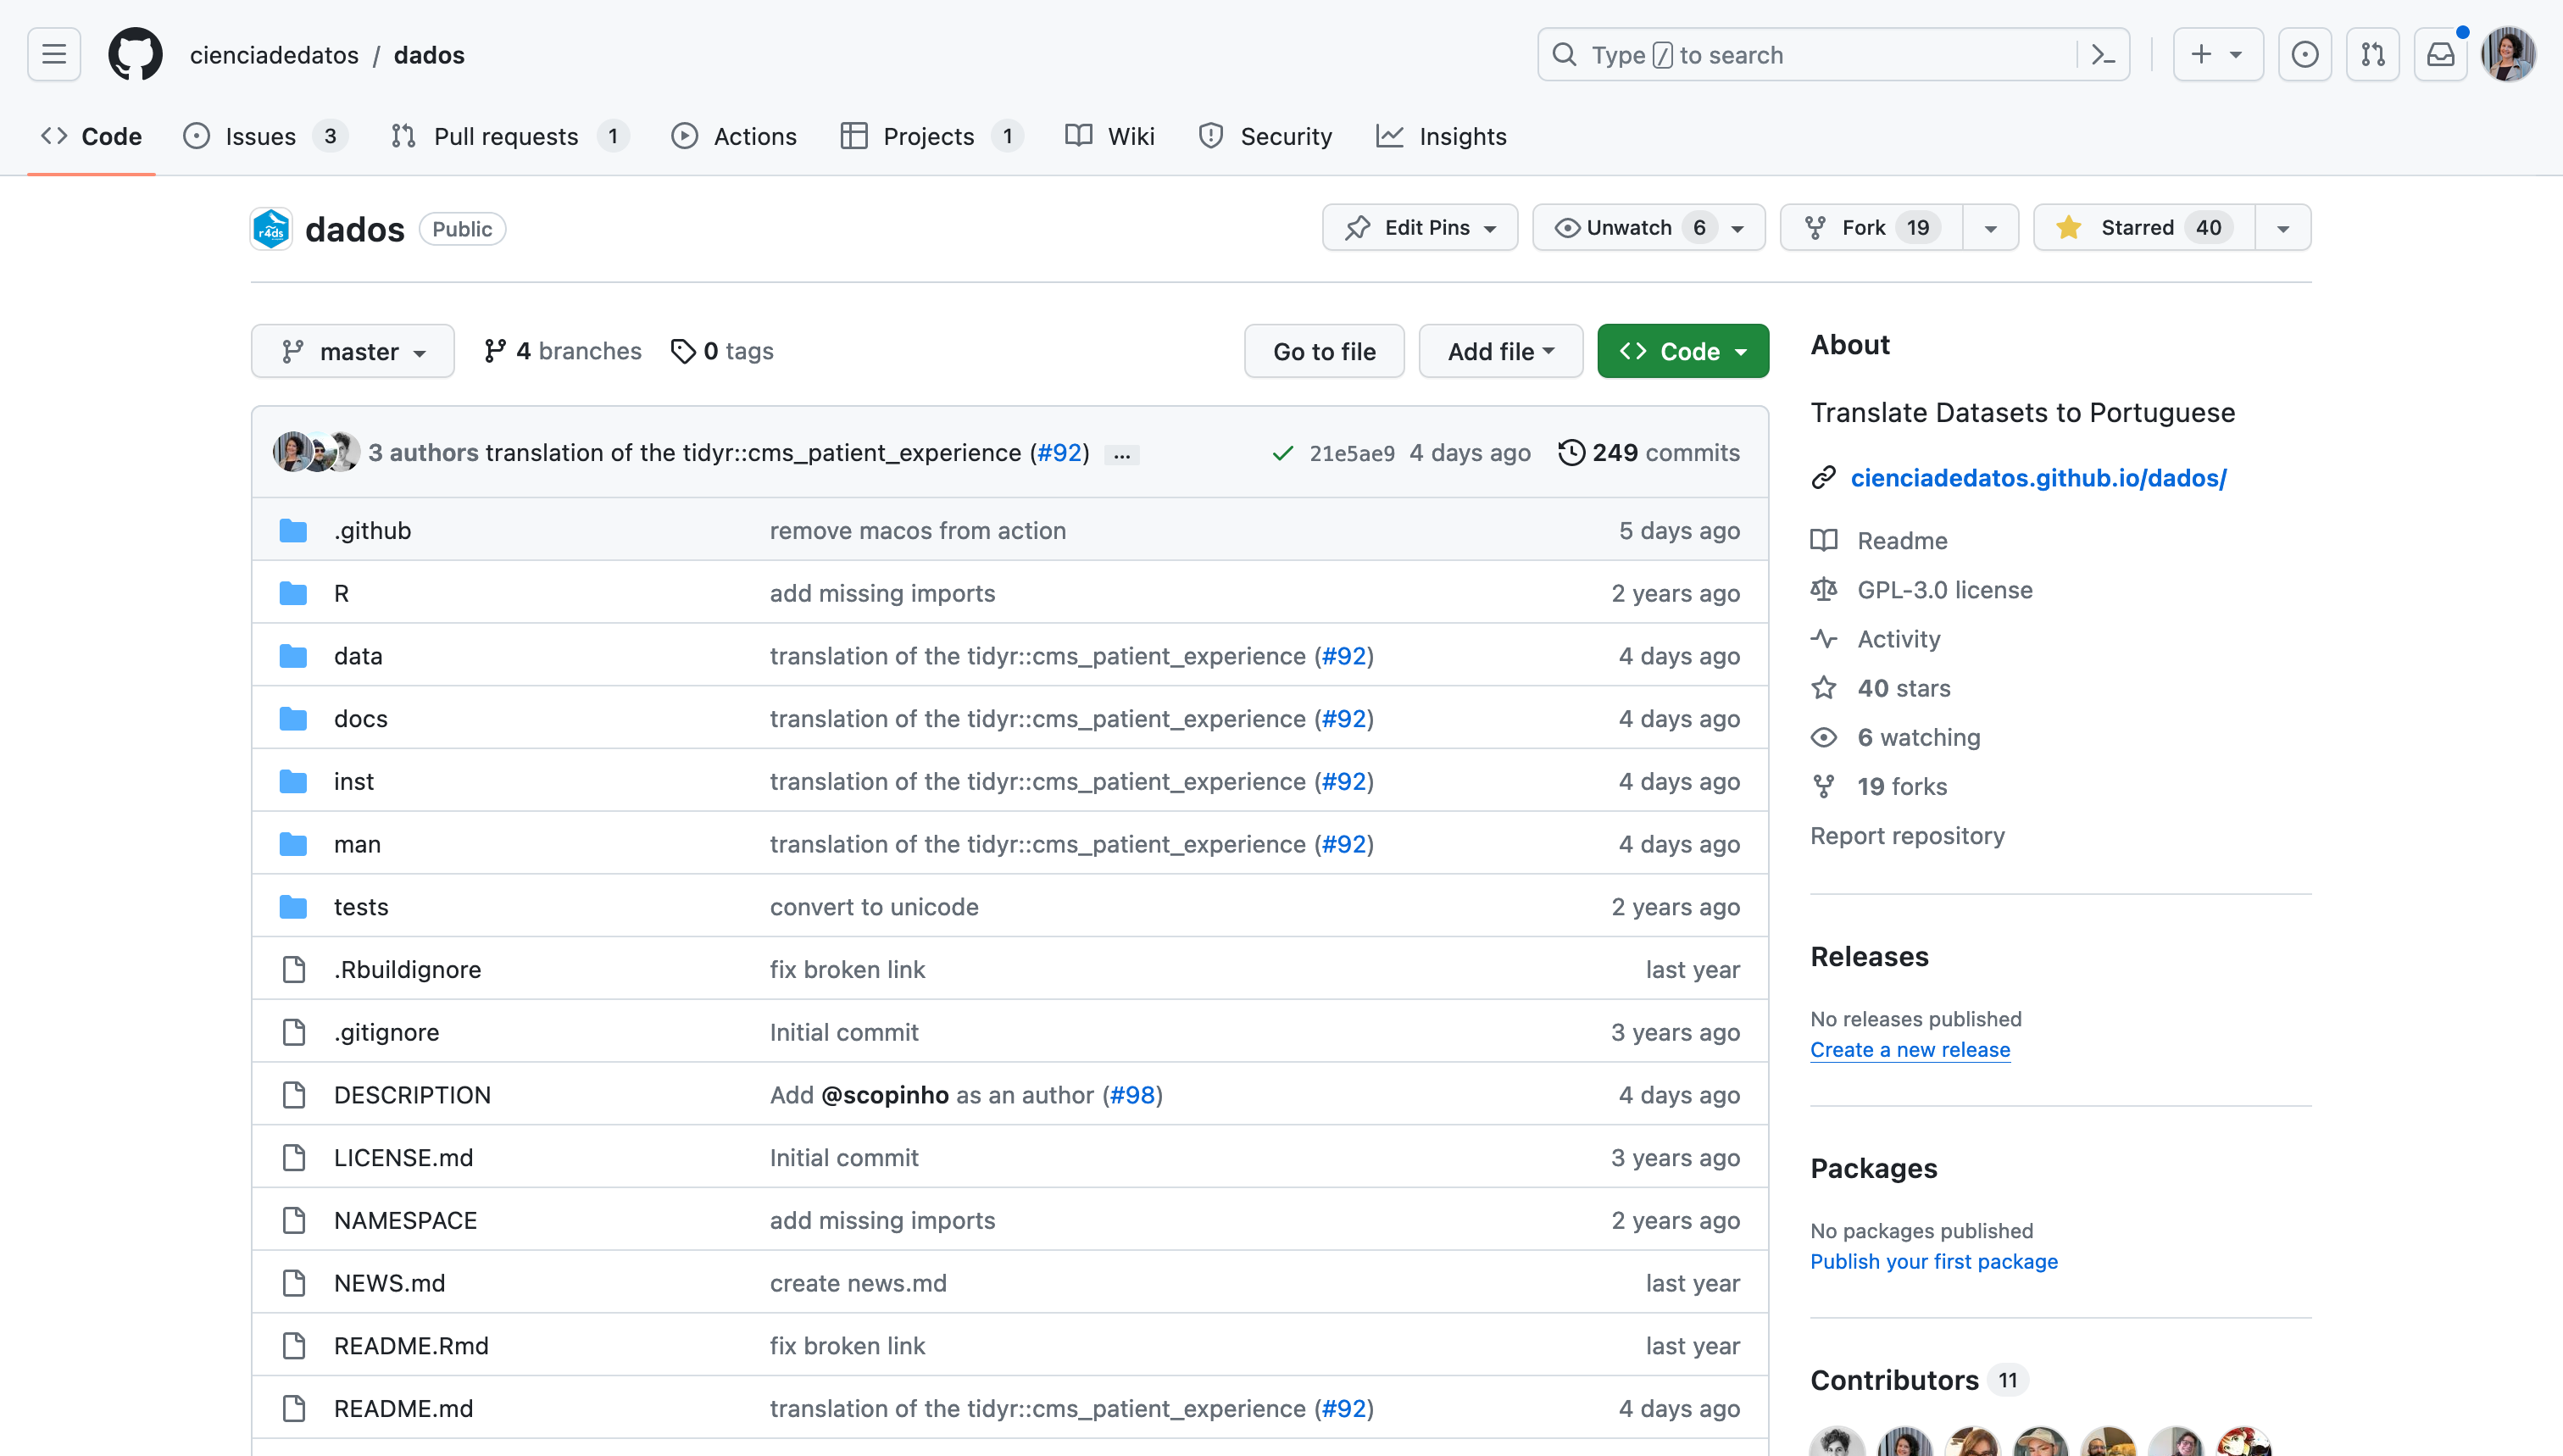 cienciadedatos / dados
Type / to search
Code Issues 3 Pull requests 1 Actions Projects 1 Wiki Security Insights
r4ds
dados Public
Edit Pins Unwatch 6 Fork 19 Starred 40
master 4 branches 0 tags Go to file Add file Code
3 authors translation of the tidyr::cms_patient_experience (#92) ... 21e5ae9 4 days ago 249 commits
.github remove macos from action 5 days ago
R add missing imports 2 years ago
data translation of the tidyr::cms_patient_experience (#92) 4 days ago
docs translation of the tidyr::cms_patient_experience (#92) 4 days ago
inst translation of the tidyr::cms_patient_experience (#92) 4 days ago
man translation of the tidyr::cms_patient_experience (#92) 4 days ago
tests convert to unicode 2 years ago
.Rbuildignore fix broken link last year
.gitignore Initial commit 3 years ago
DESCRIPTION Add @scopinho as an author (#98) 4 days ago
LICENSE.md Initial commit 3 years ago
NAMESPACE add missing imports 2 years ago
NEWS.md create news.md last year
README.Rmd fix broken link last year
README.md translation of the tidyr::cms_patient_experience (#92) 4 days ago
About
Translate Datasets to Portuguese
cienciadedatos.github.io/dados/
Readme
GPL-3.0 license
Activity
40 stars
6 watching
19 forks
Report repository
Releases
No releases published
Create a new release
Packages
No packages published
Publish your first package
Contributors 11